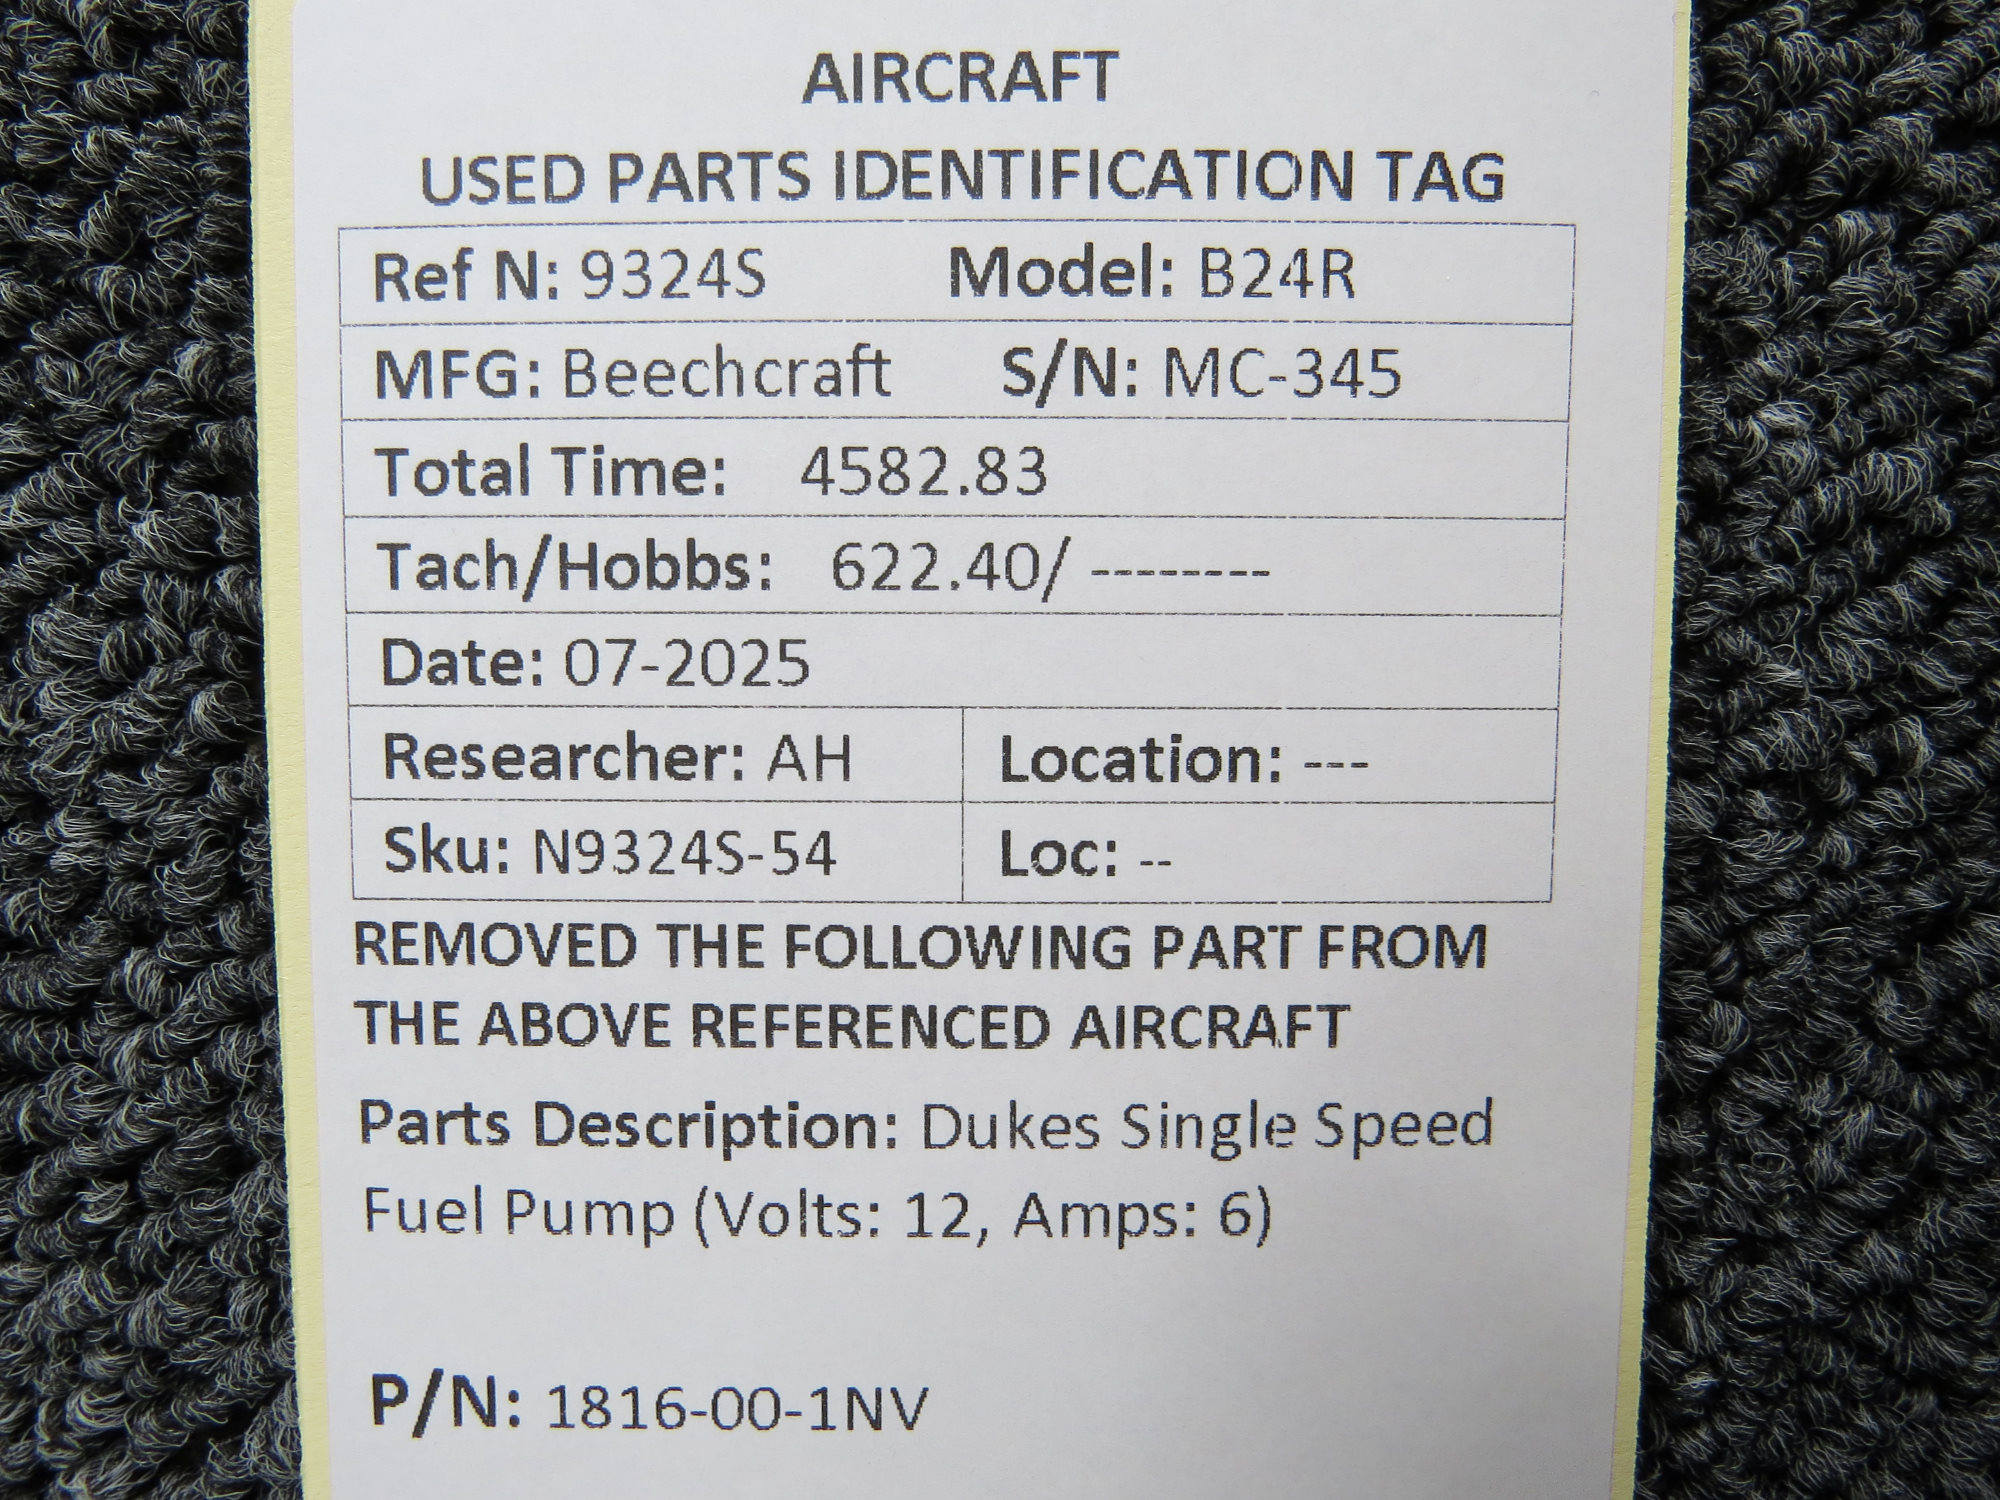 AIRCRAFT
USED PARTS IDENTIFICATION TAG
Ref N: 9324S Model: B24R
MFG: Beechcraft S/N: MC-345
Total Time: 4582.83
Tach/Hobbs: 622.40/ --------
Date: 07-2025
Researcher: AH Location: ---
Sku: N9324S-54 Loc: --
REMOVED THE FOLLOWING PART FROM
THE ABOVE REFERENCED AIRCRAFT
Parts Description: Dukes Single Speed
Fuel Pump (Volts: 12, Amps: 6)
P/N: 1816-00-1NV